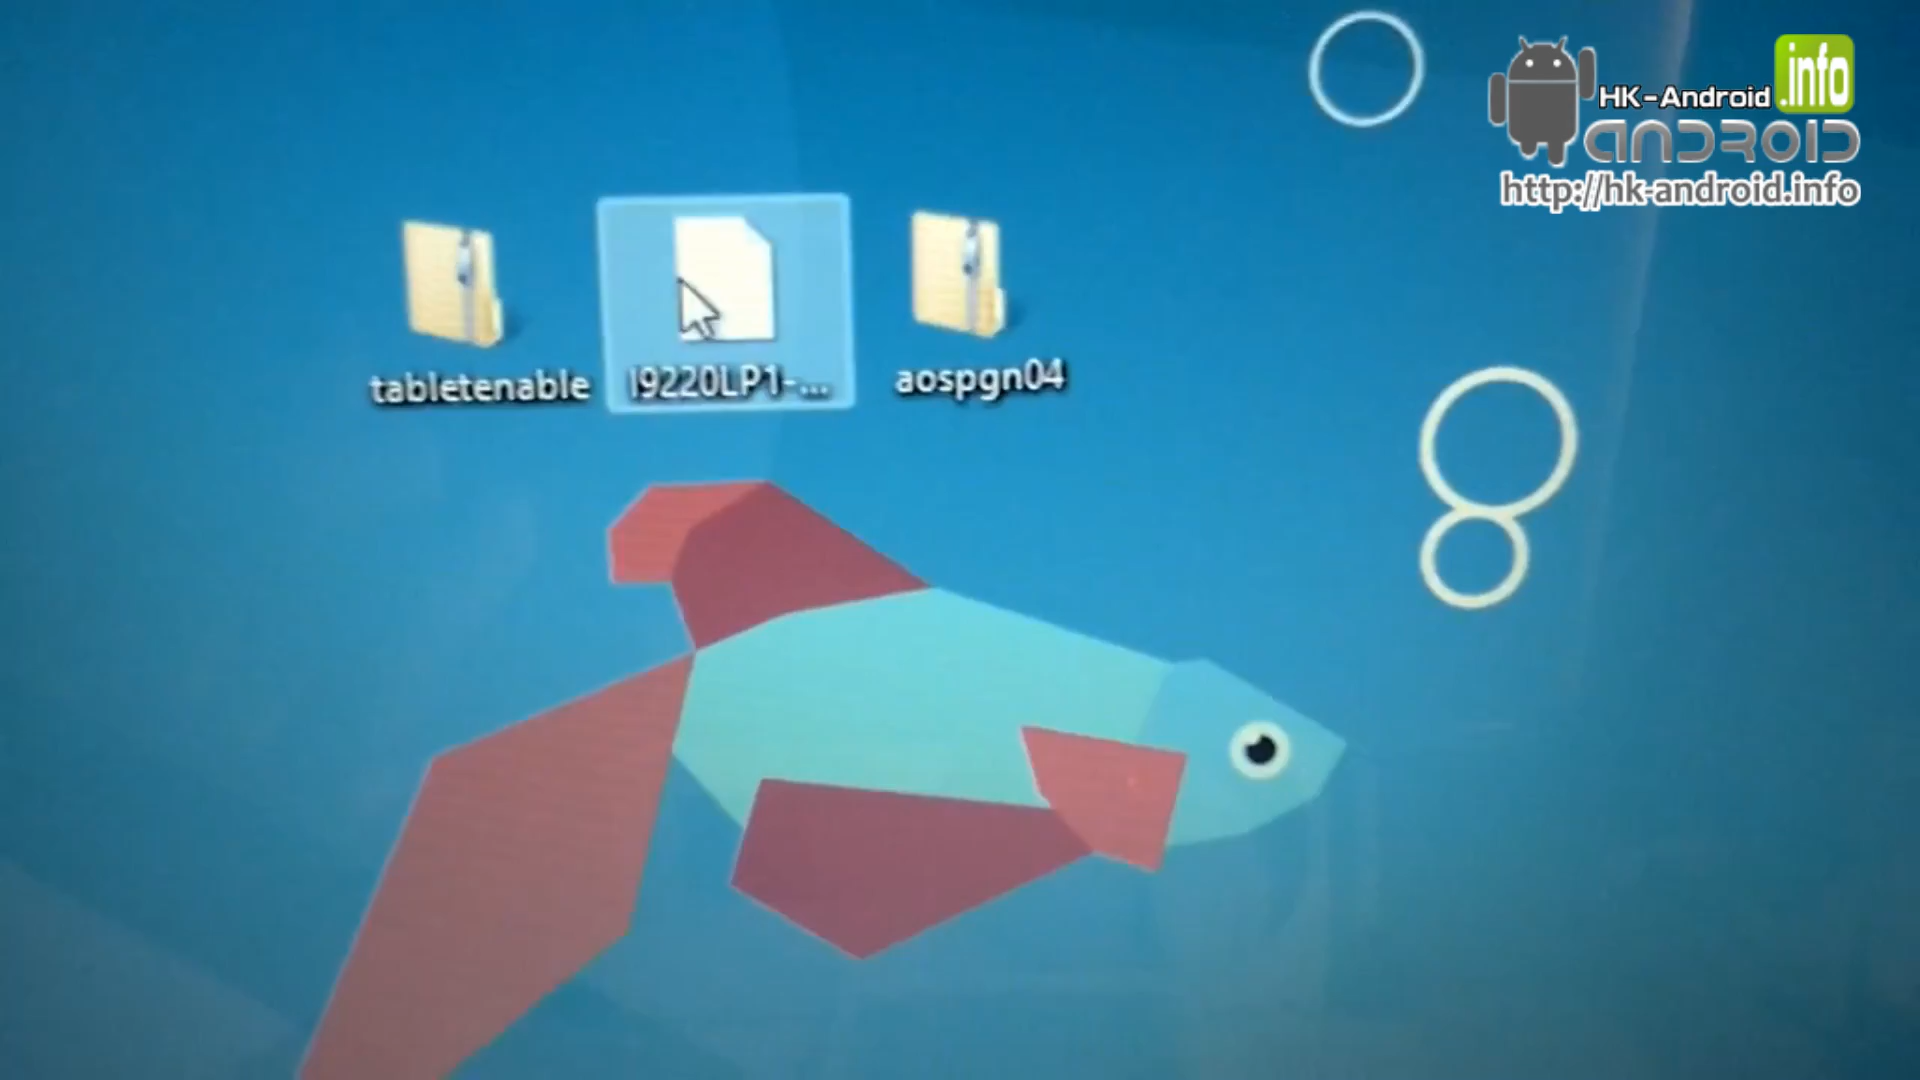 HK-Android .info
ANDROID
http://hk-android.info
tabletenable
I9220LP1-...
aospgn04